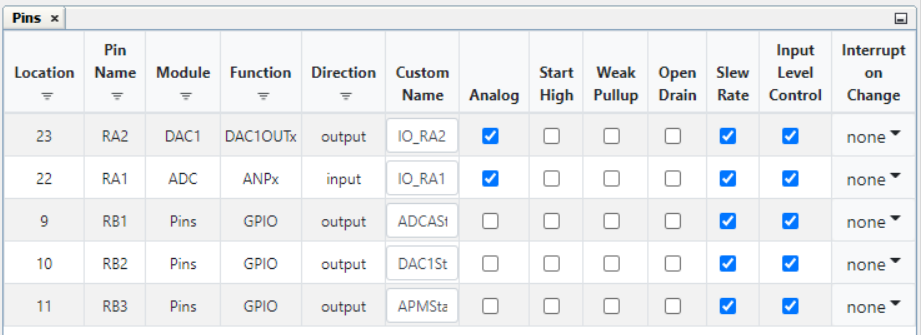 Pins ×
Location Pin Name Module Function Direction Custom Name Analog Start High Weak Pullup Open Drain Slew Rate Input Level Control Interrupt on Change
23 RA2 DAC1 DAC1OUTx output IO_RA2 none
22 RA1 ADC ANPx input IO_RA1 none
9 RB1 Pins GPIO output ADCASt none
10 RB2 Pins GPIO output DAC1St none
11 RB3 Pins GPIO output APMSta none